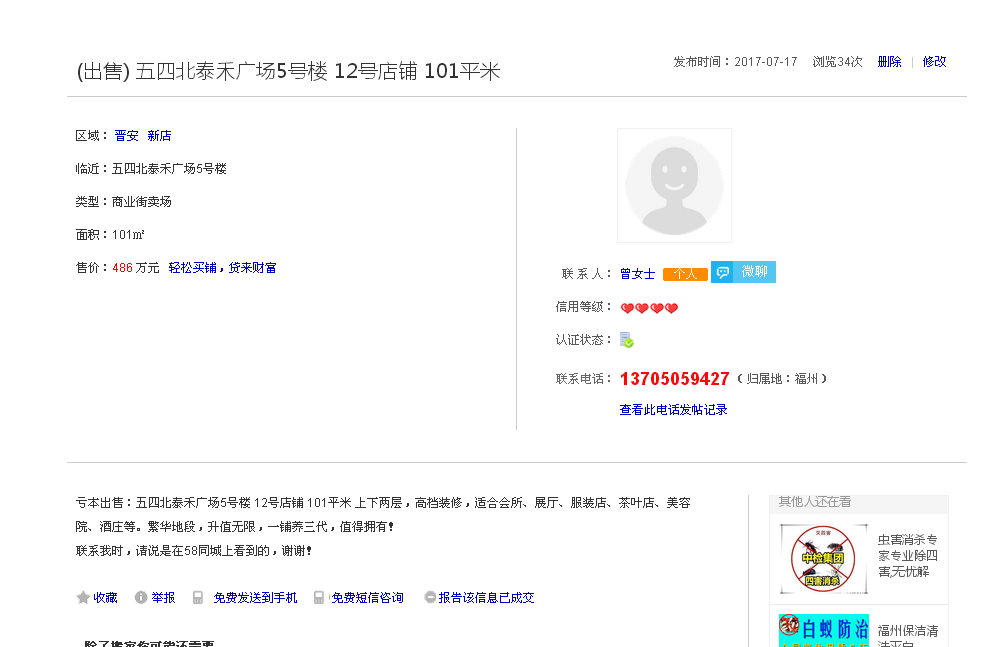 (出售) 五四北泰禾广场5号楼 12号店铺 101平米
发布时间：2017-07-17 浏览34次 删除 | 修改
区域： 晋安 新店
临近：五四北泰禾广场5号楼
类型：商业街卖场
面积：101㎡
售价：486 万元 轻松买铺，贷来财富
联 系 人： 曾女士 个人 微聊
信用等级：
认证状态：
联系电话： 13705059427 （ 归属地：福州 ）
查看此电话发帖记录
亏本出售：五四北泰禾广场5号楼 12号店铺 101平米 上下两层，高档装修，适合会所、展厅、服装店、茶叶店、美容
院、酒庄等。繁华地段，升值无限，一铺养三代，值得拥有！
联系我时，请说是在58同城上看到的，谢谢！
收藏 举报 免费发送到手机 免费短信咨询 报告该信息已成交
除了搬家你可能还需要
其他人还在看
中检集团
四害消杀
虫害消杀专
家专业除四
害,无忧解
白蚁防治
福州保洁清